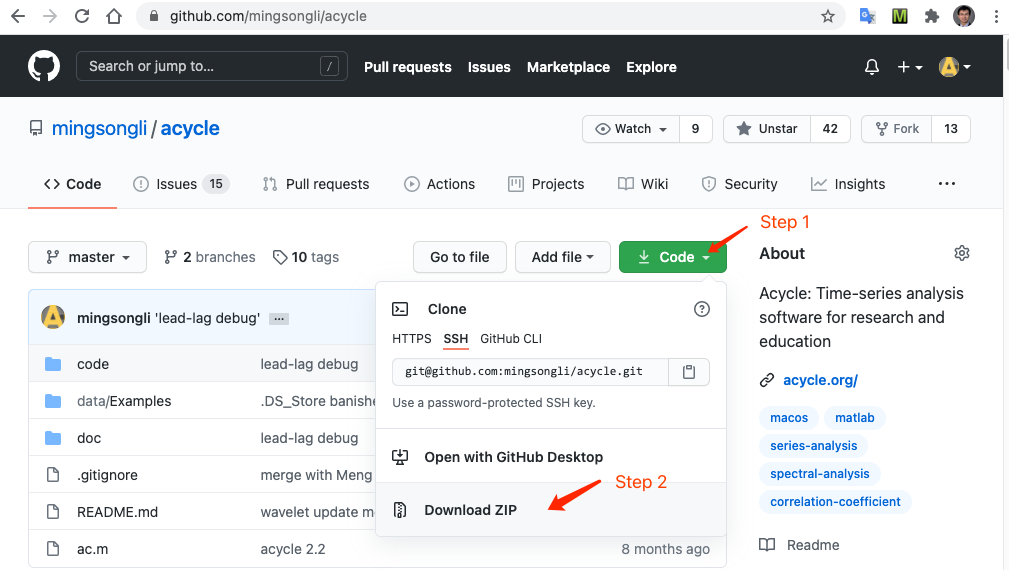 github.com/mingsongli/acycle
M
Search or jump to... /
Pull requests Issues Marketplace Explore
mingsongli / acycle
Watch 9
Unstar 42
Fork 13
Code
Issues 15
Pull requests
Actions
Projects
Wiki
Security
Insights
...
Step 1
master
2 branches
10 tags
Go to file
Add file
Code
mingsongli 'lead-lag debug' ...
code lead-lag debug
data/Examples .DS_Store banishe
doc lead-lag debug
.gitignore merge with Meng
README.md wavelet update m
ac.m acycle 2.2 8 months ago
Clone
HTTPS SSH GitHub CLI
git@github.com:mingsongli/acycle.git
Use a password-protected SSH key.
Open with GitHub Desktop
Step 2
Download ZIP
About
Acycle: Time-series analysis
software for research and
education
acycle.org/
macos matlab
series-analysis
spectral-analysis
correlation-coefficient
Readme